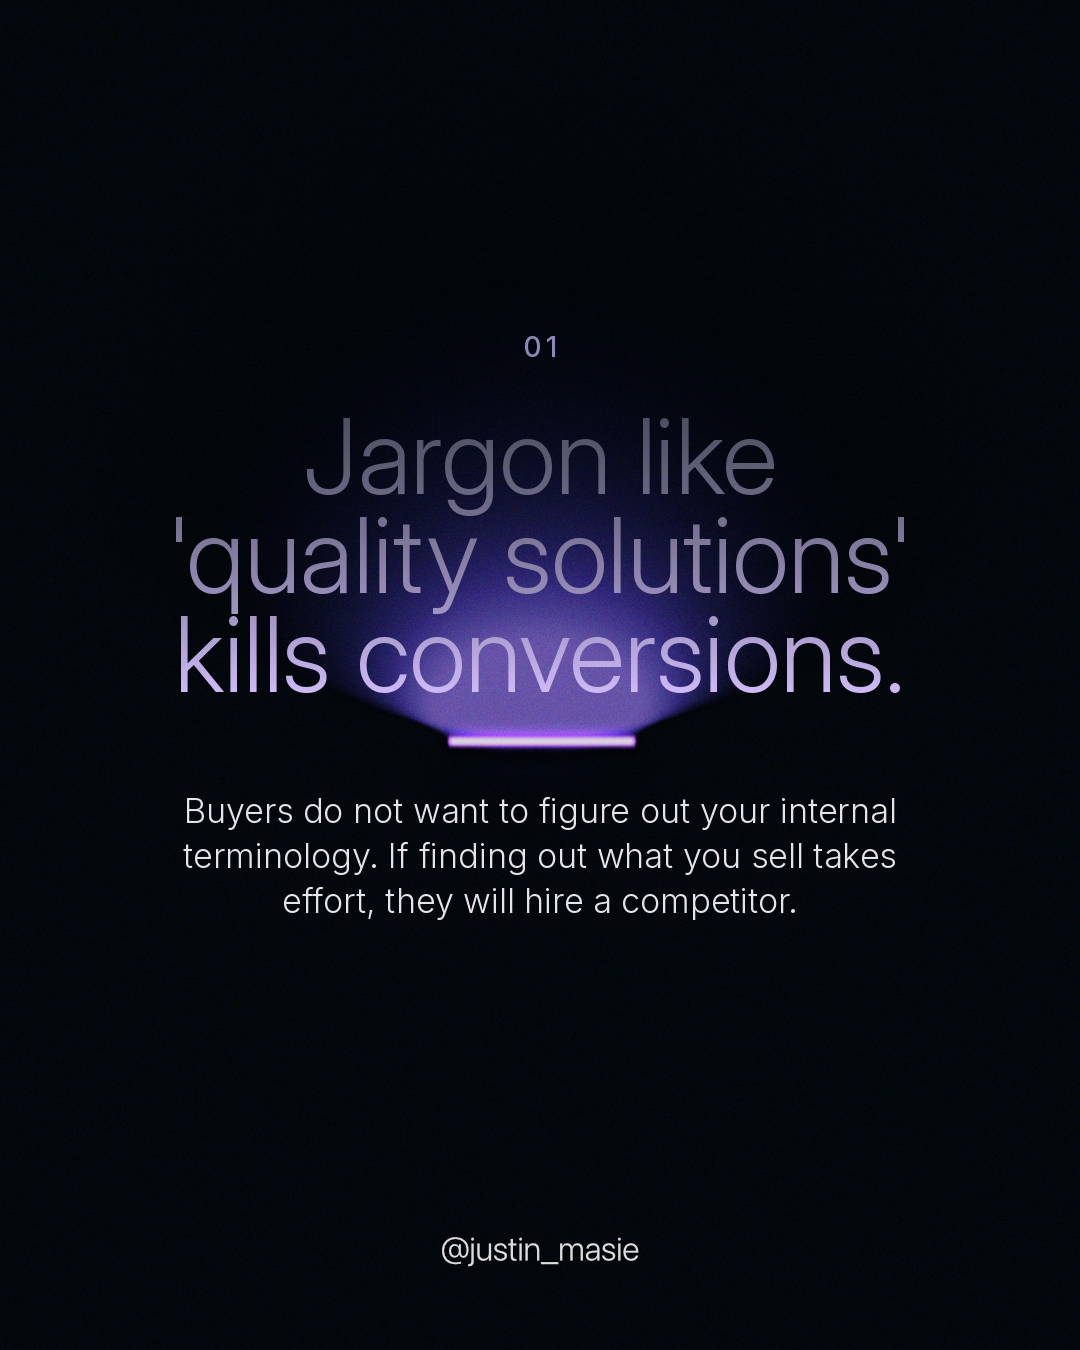 01
Jargon like
'quality solutions'
kills conversions.
Buyers do not want to figure out your internal
terminology. If finding out what you sell takes
effort, they will hire a competitor.
@justin_masie